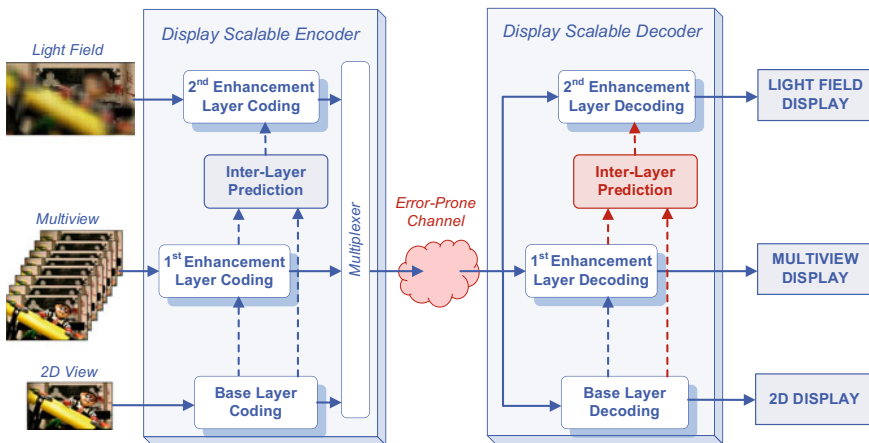 Display Scalable Encoder
Display Scalable Decoder
Light Field
2nd Enhancement
Layer Coding
2nd Enhancement
Layer Decoding
LIGHT FIELD
DISPLAY
Inter-Layer
Prediction
Inter-Layer
Prediction
Multiplexer
Error-Prone
Channel
Multiview
1st Enhancement
Layer Coding
1st Enhancement
Layer Decoding
MULTIVIEW
DISPLAY
2D View
Base Layer
Coding
Base Layer
Decoding
2D DISPLAY